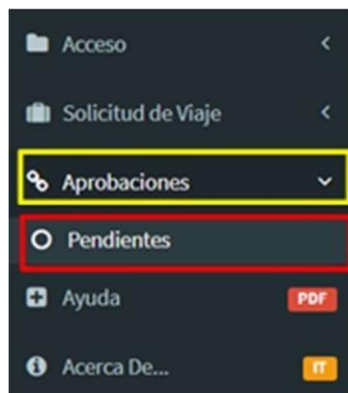 Acceso
Solicitud de Viaje
Aprobaciones
Pendientes
Ayuda PDF
Acerca De... IT